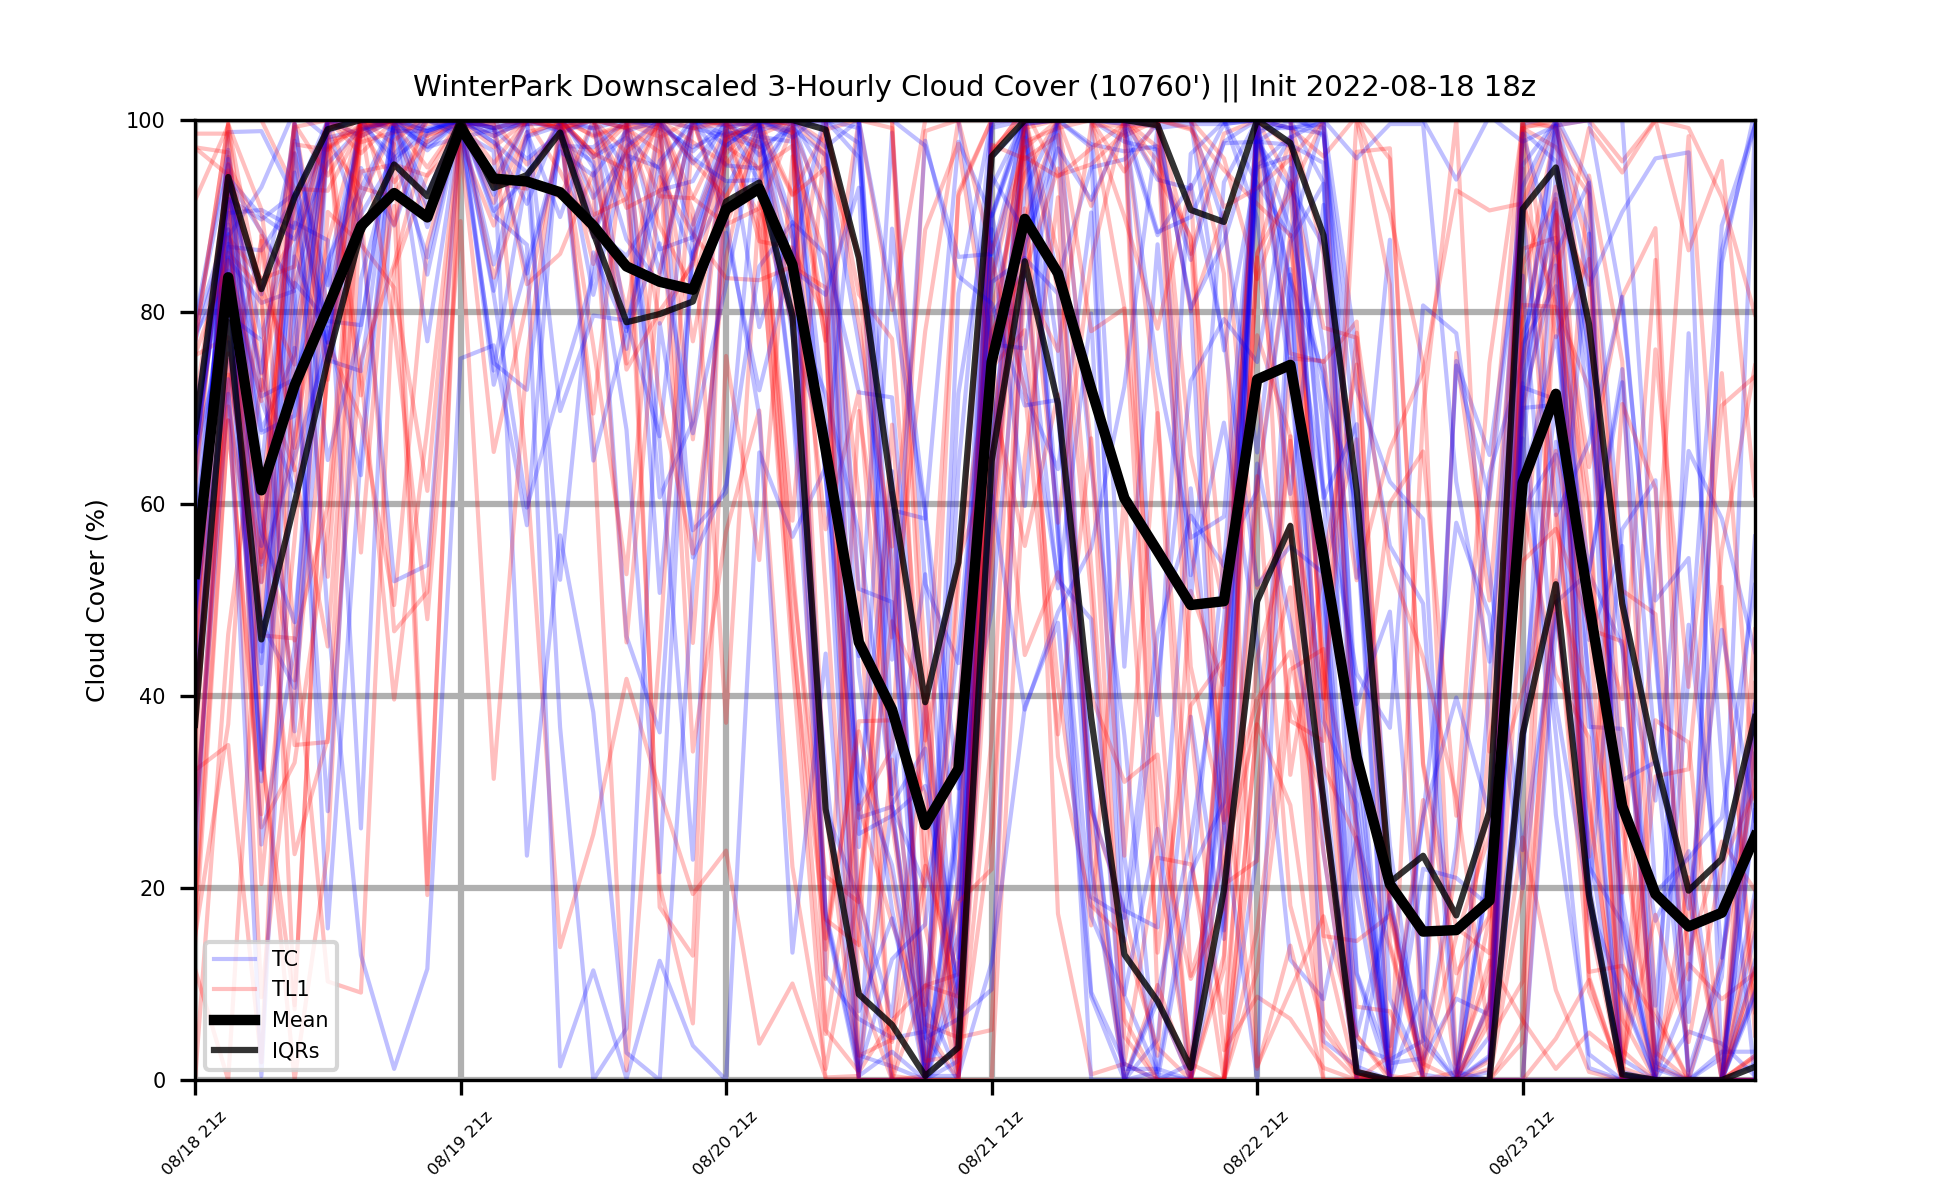 WinterPark Downscaled 3-Hourly Cloud Cover (10760') || Init 2022-08-18 18z
Cloud Cover (%)
100
80
60
40
20
0
TC
TL1
Mean
IQRs
08/18 21z
08/19 21z
08/20 21z
08/21 21z
08/22 21z
08/23 21z